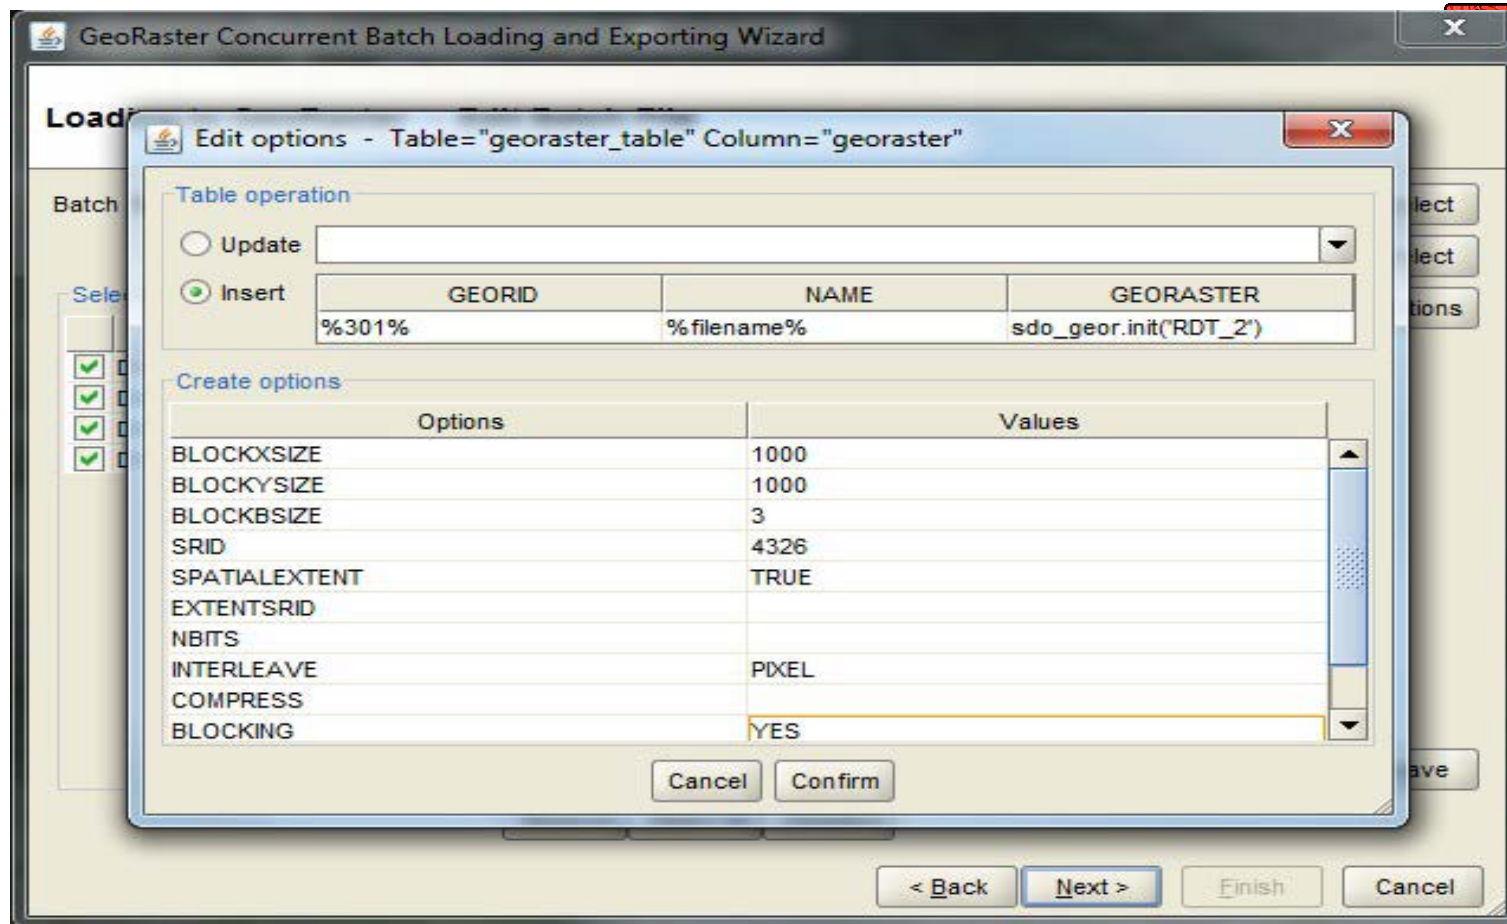 GeoRaster Concurrent Batch Loading and Exporting Wizard
Edit options - Table="georaster_table" Column="georaster"
Batch
Table operation
Update
Insert GEORID NAME GEORASTER
%301% %filename% sdo_geor.init("RDT_2")
Create options
Options Values
BLOCKXSIZE 1000
BLOCKYSIZE 1000
BLOCKBSIZE 3
SRID 4326
SPATIALEXTENT TRUE
EXTENTSRID
NBITS
INTERLEAVE PIXEL
COMPRESS
BLOCKING YES
Cancel Confirm
< Back Next > Finish Cancel